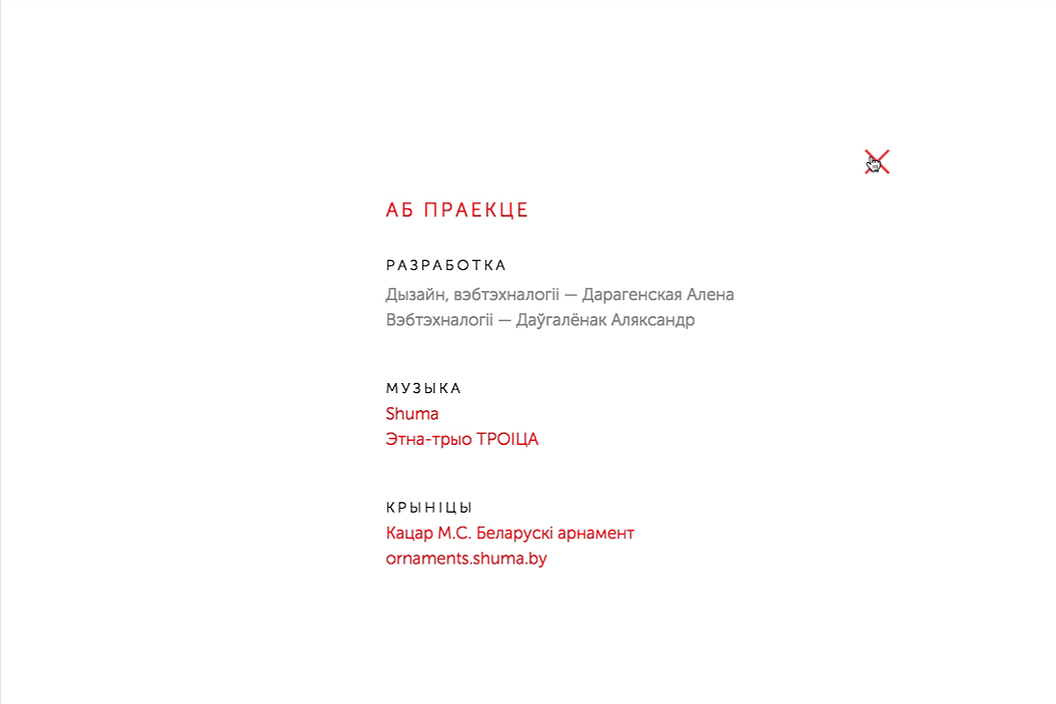 АБ ПРАЕКЦЕ
РАЗРАБОТКА
Дызайн, вэбтэхналогіі — Дарагенская Алена
Вэбтэхналогіі — Даўгалёнак Аляксандр
МУЗЫКА
Shuma
Этна-трыо ТРОІЦА
КРЫНІЦЫ
Кацар М.С. Беларускі арнамент
ornaments.shuma.by